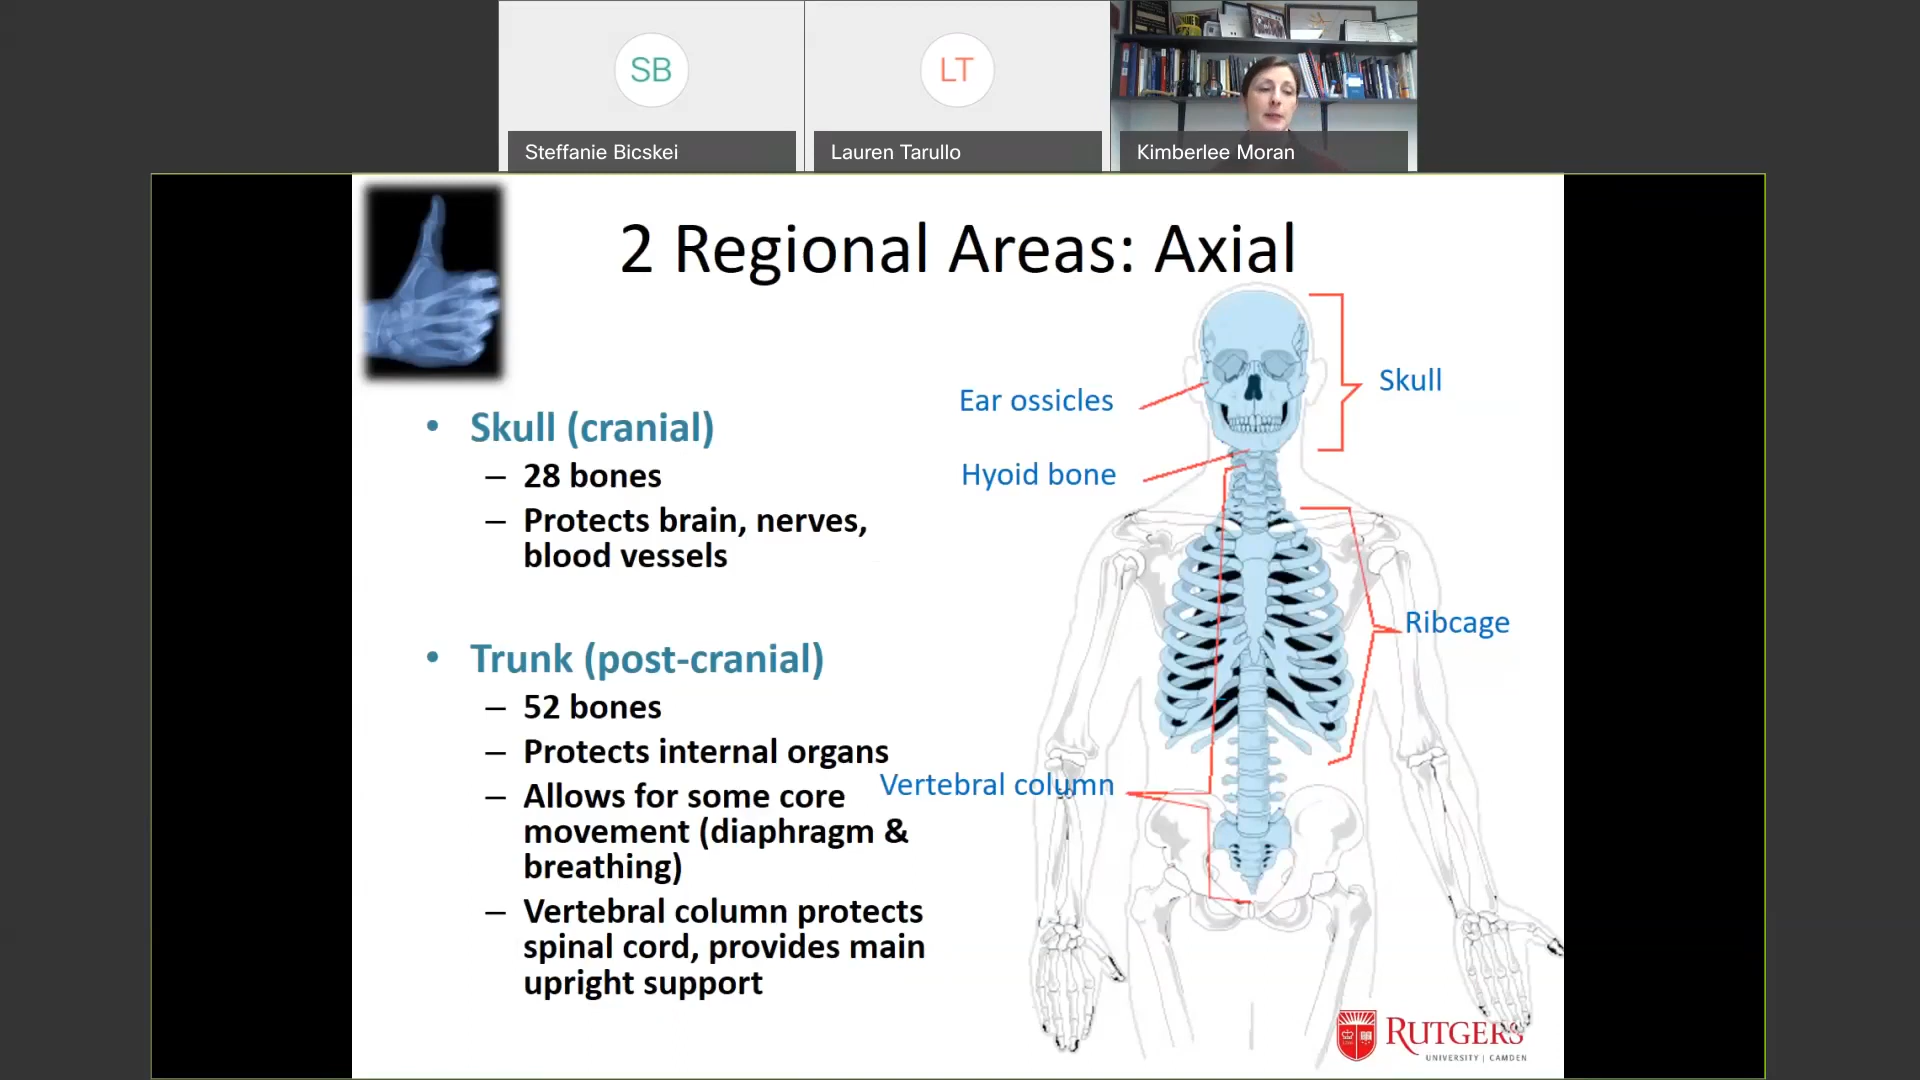 SB
LT
Steffanie Bicskei
Lauren Tarullo
Kimberlee Moran
2 Regional Areas: Axial
• Skull (cranial)
– 28 bones
– Protects brain, nerves,
blood vessels
• Trunk (post-cranial)
– 52 bones
– Protects internal organs
– Allows for some core
movement (diaphragm &
breathing)
– Vertebral column protects
spinal cord, provides main
upright support
Ear ossicles
Skull
Hyoid bone
Ribcage
Vertebral column
RUTGERS
UNIVERSITY | CAMDEN